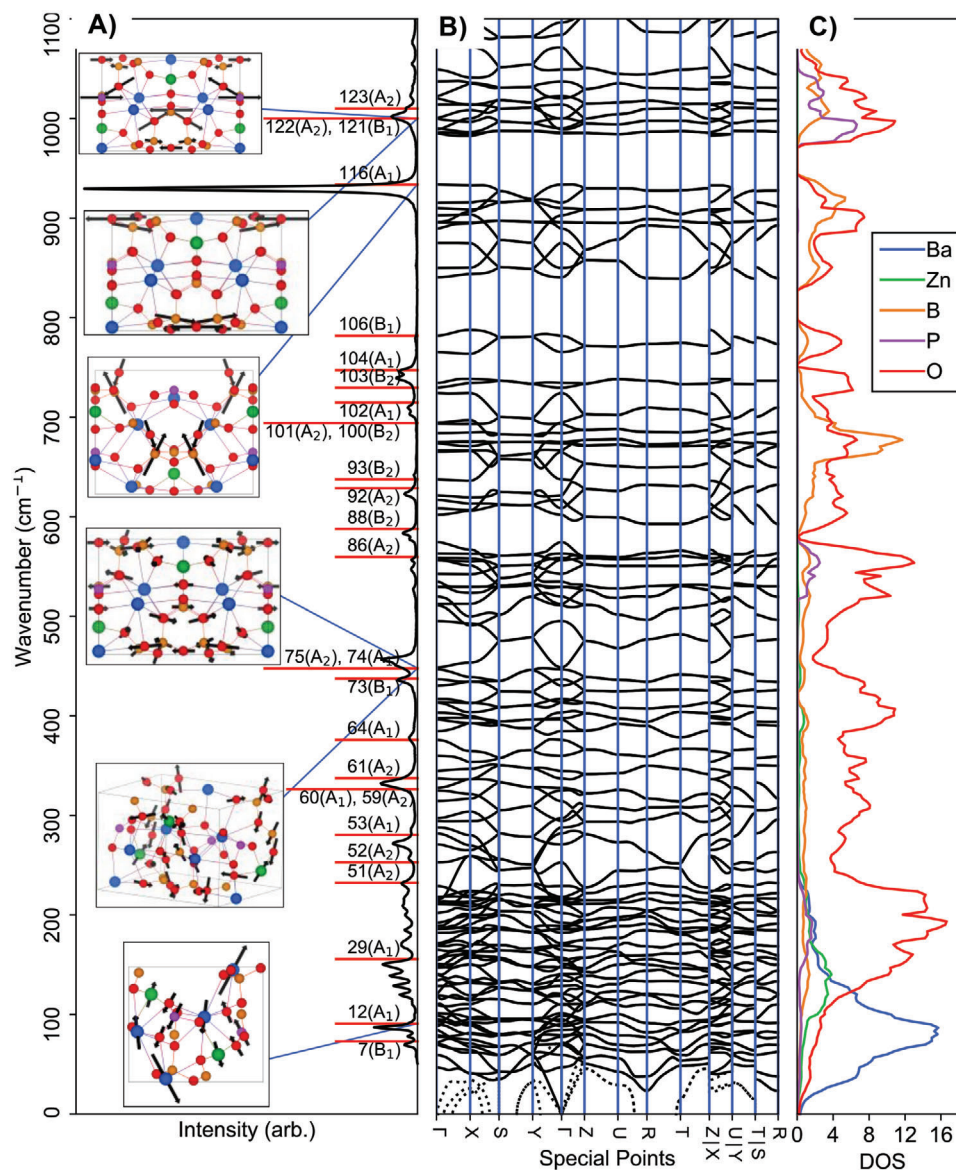 A)
B)
C)
1100
1000
900
800
700
600
500
400
300
200
100
0
Wavenumber (cm⁻¹)
123(A₂)
122(A₂), 121(B₁)
116(A₁)
106(B₁)
104(A₁)
103(B₂)
102(A₁)
101(A₂), 100(B₂)
93(B₂)
92(A₂)
88(B₂)
86(A₂)
75(A₂), 74(A₁)
73(B₁)
64(A₁)
61(A₂)
60(A₁), 59(A₂)
53(A₁)
52(A₂)
51(A₂)
29(A₁)
12(A₁)
7(B₁)
Intensity (arb.)
Γ X S Y Γ Z U R T Z|X U|Y T|S R
Special Points
Ba
Zn
B
P
O
0 4 8 12 16
DOS